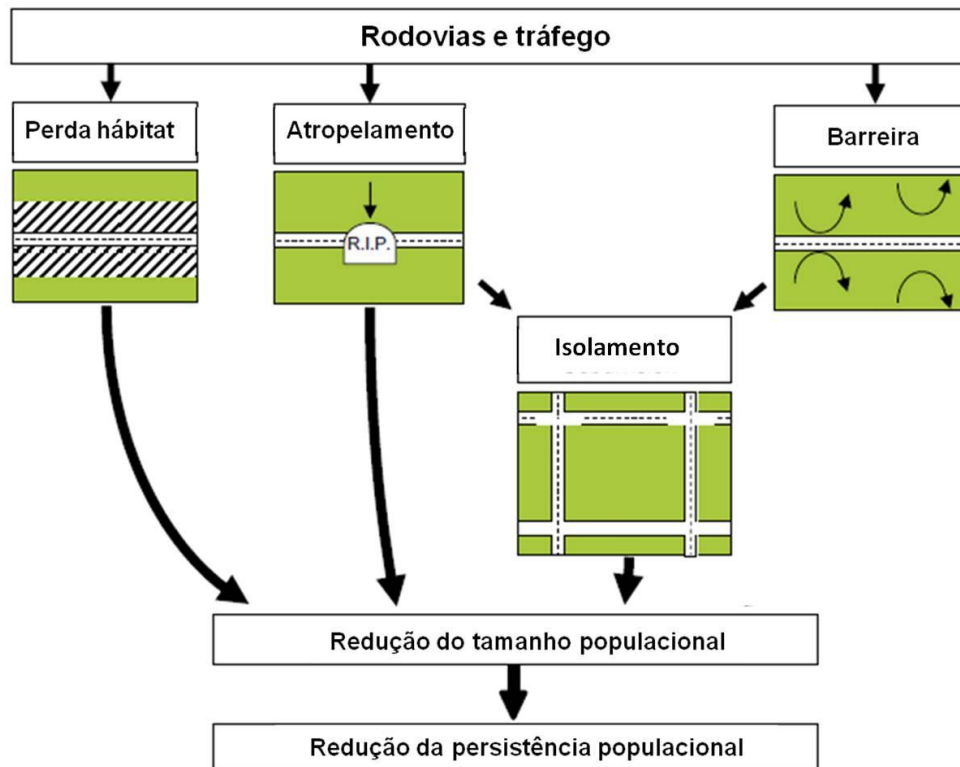 Rodovias e tráfego
Perda hábitat
Atropelamento
Barreira
R.I.P.
Isolamento
Redução do tamanho populacional
Redução da persistência populacional